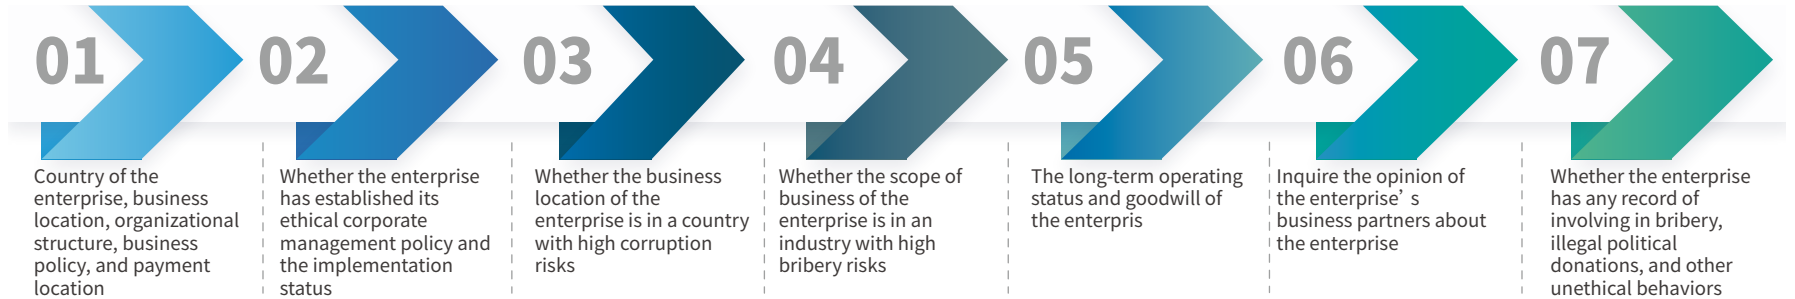 01
Country of the
enterprise, business
location, organizational
structure, business
policy, and payment
location
02
Whether the enterprise
has established its
ethical corporate
management policy and
the implementation
status
03
Whether the business
location of the
enterprise is in a country
with high corruption
risks
04
Whether the scope of
business of the
enterprise is in an
industry with high
bribery risks
05
The long-term operating
status and goodwill of
the enterpris
06
Inquire the opinion of
the enterprise’ s
business partners about
the enterprise
07
Whether the enterprise
has any record of
involving in bribery,
illegal political
donations, and other
unethical behaviors